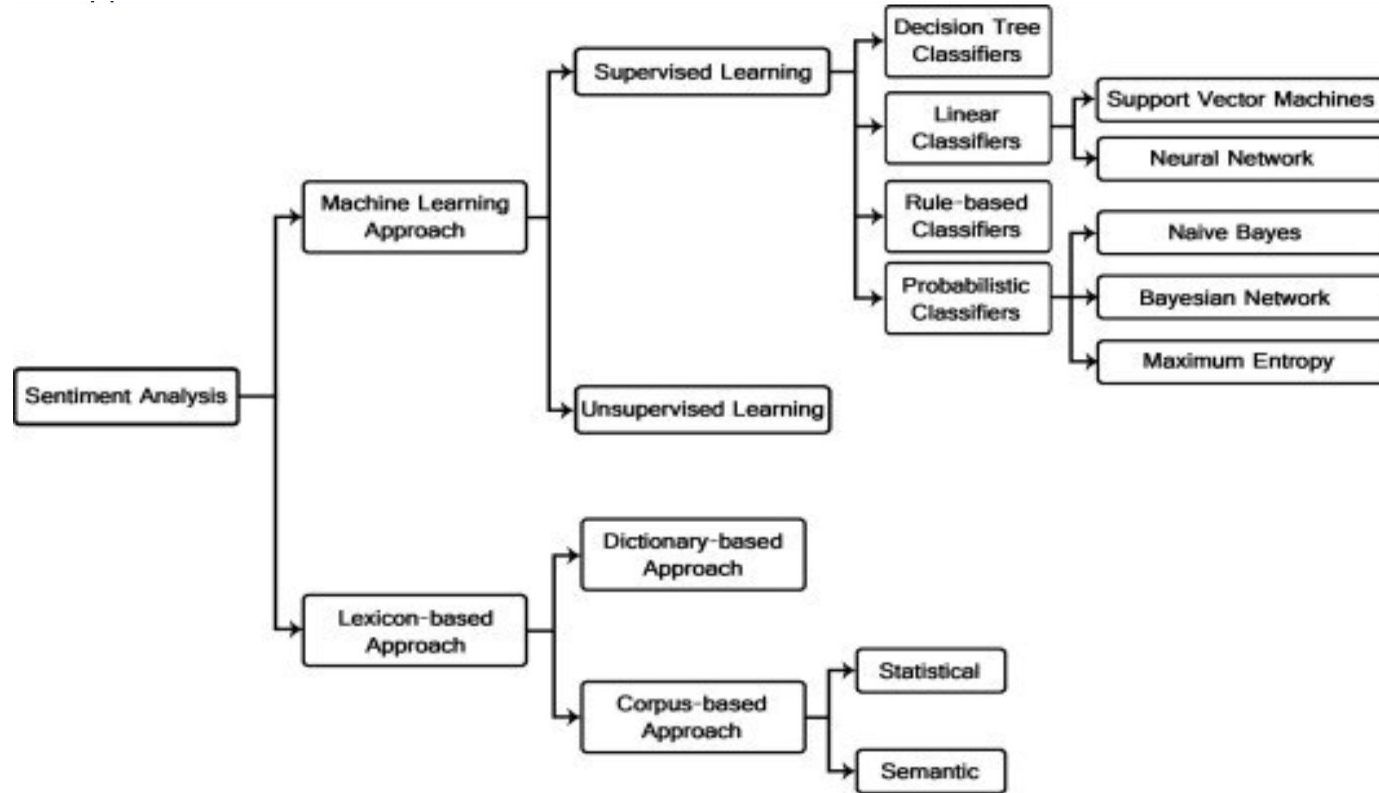 Decision Tree
Classifiers
Supervised Learning
Support Vector Machines
Linear
Classifiers
Neural Network
Machine Learning
Approach
Rule-based
Classifiers
Naive Bayes
Probabilistic
Classifiers
Bayesian Network
Maximum Entropy
Sentiment Analysis
Unsupervised Learning
Dictionary-based
Approach
Lexicon-based
Approach
Statistical
Corpus-based
Approach
Semantic